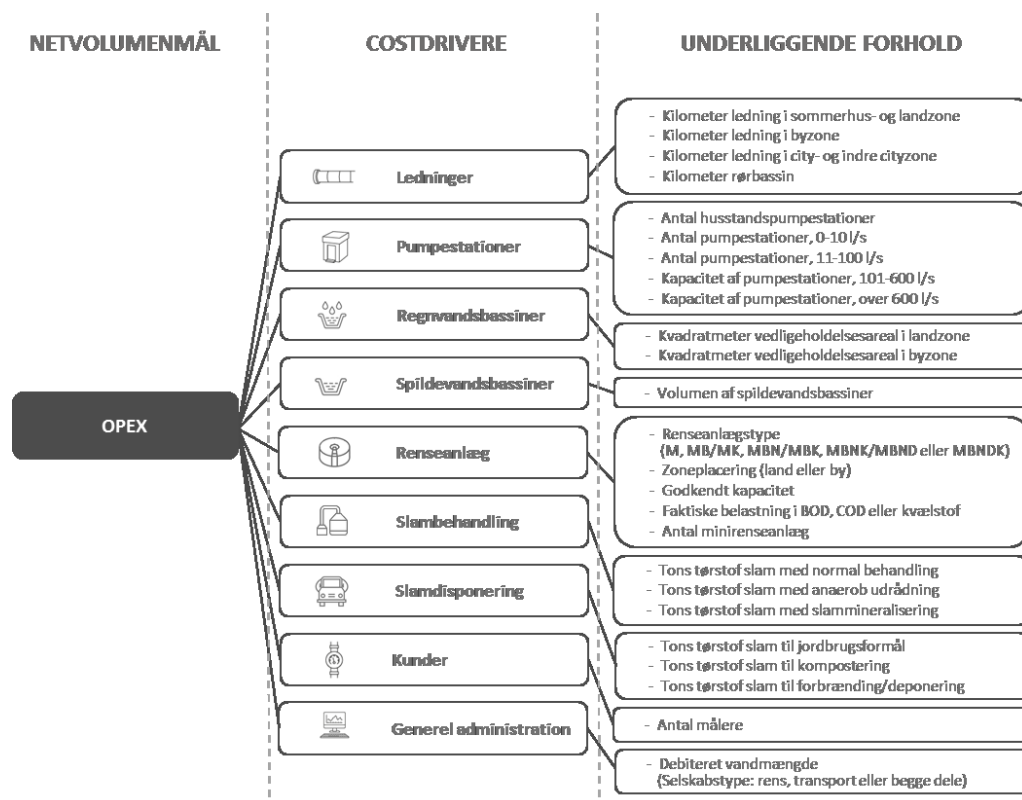 NETVOLUMENMÅL
COSTDRIVERE
UNDERLIGGENDE FORHOLD
OPEX
Ledninger
- Kilometer ledning i sommerhus- og landzone
- Kilometer ledning i byzone
- Kilometer ledning i city- og indre cityzone
- Kilometer rørbassin
Pumpestationer
- Antal husstandspumpestationer
- Antal pumpestationer, 0-10 l/s
- Antal pumpestationer, 11-100 l/s
- Kapacitet af pumpestationer, 101-600 l/s
- Kapacitet af pumpestationer, over 600 l/s
Regnvandsbassiner
- Kvadratmeter vedligeholdelsesareal i landzone
- Kvadratmeter vedligeholdelsesareal i byzone
Spildevandsbassiner
- Volumen af spildevandsbassiner
Renseanlæg
- Renseanlægstype
(M, MB/MK, MBN/MBK, MBNK/MBND eller MBNDK)
- Zoneplacering (land eller by)
- Godkendt kapacitet
- Faktiske belastning i BOD, COD eller kvælstof
- Antal minirenseanlæg
Slambehandling
- Tons tørstof slam med normal behandling
- Tons tørstof slam med anaerob udrådning
- Tons tørstof slam med slammineralisering
Slamdisponering
- Tons tørstof slam til jordbrugsformål
- Tons tørstof slam til kompostering
- Tons tørstof slam til forbrænding/deponering
Kunder
- Antal målere
Generel administration
- Debiteret vandmængde
(Selskabstype: rens, transport eller begge dele)